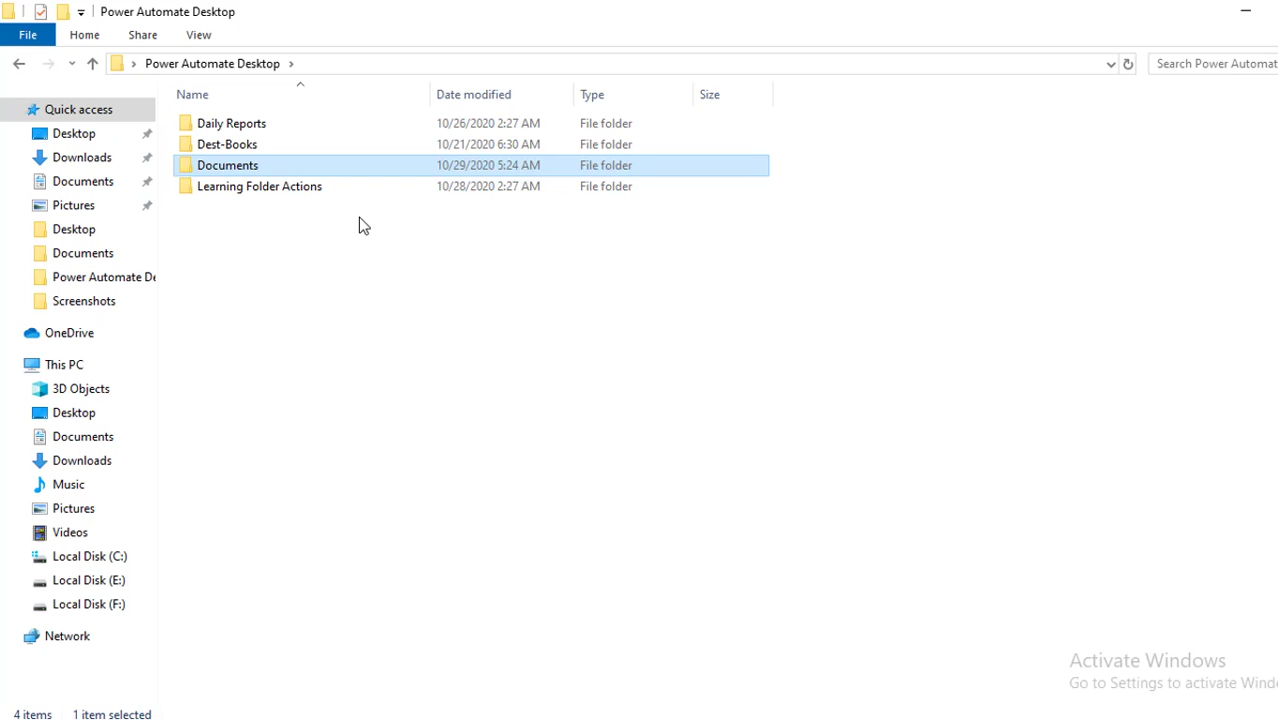 Power Automate Desktop
File Home Share View
Power Automate Desktop
Search Power Automat
Name Date modified Type Size
Quick access
Desktop
Downloads
Documents
Pictures
Desktop
Documents
Power Automate De
Screenshots
OneDrive
This PC
3D Objects
Desktop
Documents
Downloads
Music
Pictures
Videos
Local Disk (C:)
Local Disk (E:)
Local Disk (F:)
Network
Daily Reports 10/26/2020 2:27 AM File folder
Dest-Books 10/21/2020 6:30 AM File folder
Documents 10/29/2020 5:24 AM File folder
Learning Folder Actions 10/28/2020 2:27 AM File folder
Activate Windows
Go to Settings to activate Wind
4 items 1 item selected